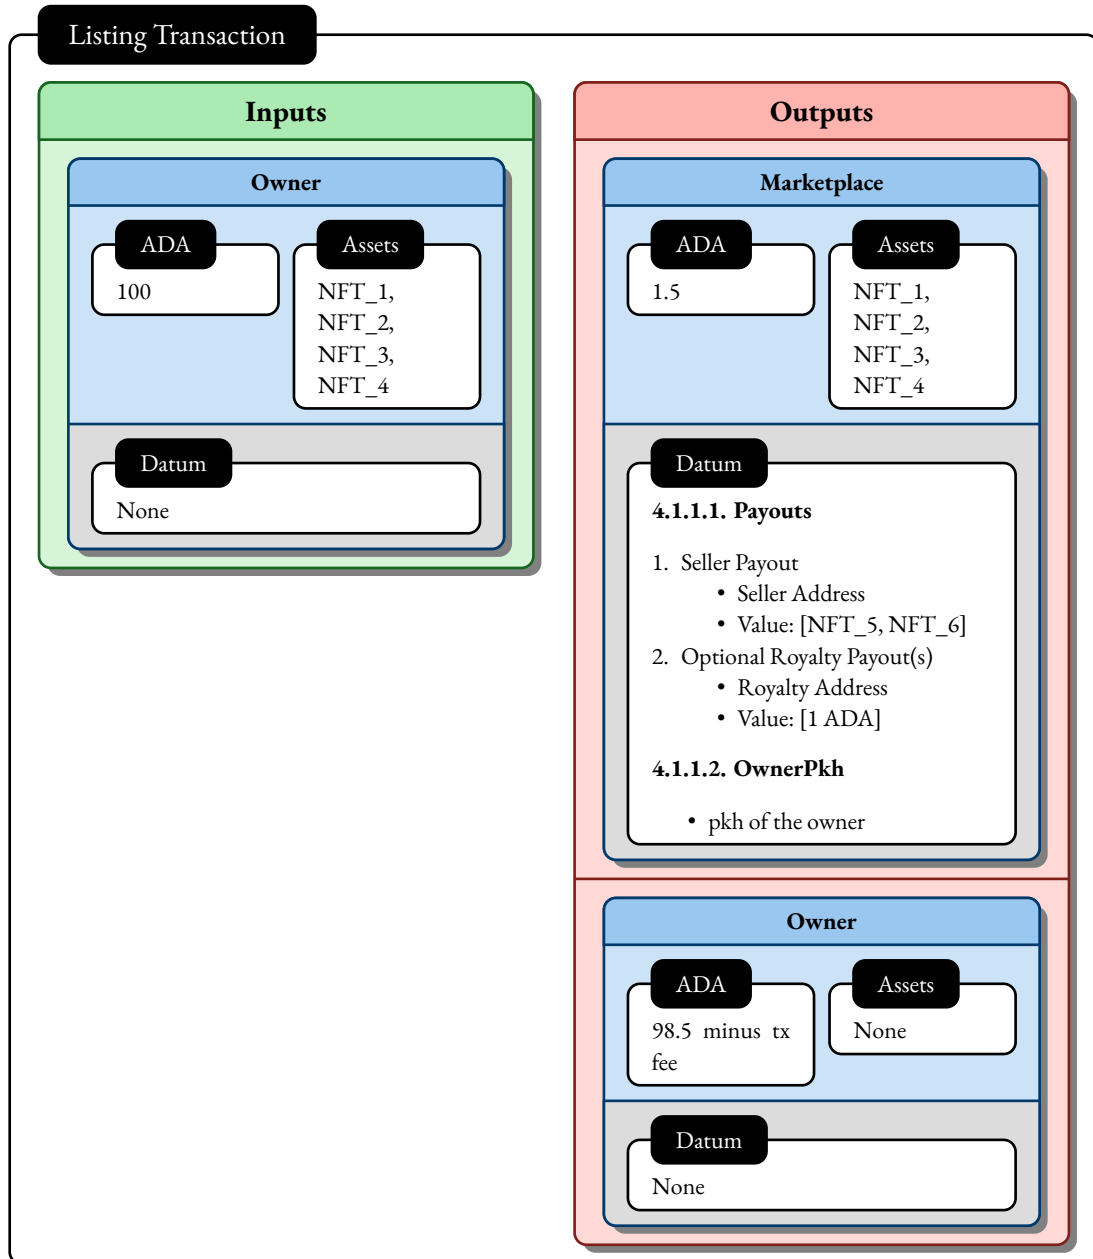 Listing Transaction
Inputs
Owner
ADA
100
Assets
NFT_1,
NFT_2,
NFT_3,
NFT_4
Datum
None
Outputs
Marketplace
ADA
1.5
Assets
NFT_1,
NFT_2,
NFT_3,
NFT_4
Datum
4.1.1.1. Payouts
1. Seller Payout
• Seller Address
• Value: [NFT_5, NFT_6]
2. Optional Royalty Payout(s)
• Royalty Address
• Value: [1 ADA]
4.1.1.2. OwnerPkh
• pkh of the owner
Owner
ADA
98.5 minus tx
fee
Assets
None
Datum
None